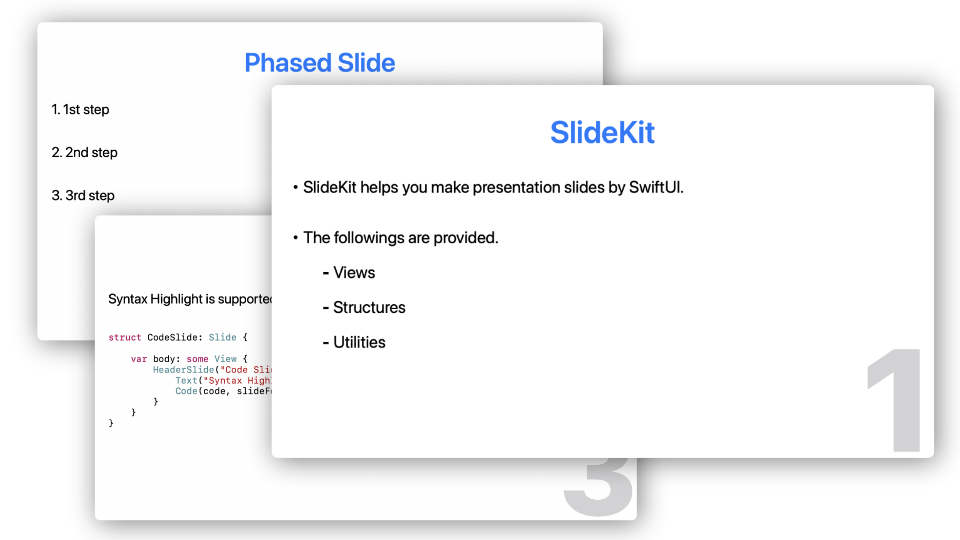 Phased Slide
1. 1st step
2. 2nd step
3. 3rd step
SlideKit
• SlideKit helps you make presentation slides by SwiftUI.
• The followings are provided.
- Views
- Structures
- Utilities
1
Syntax Highlight is supported
struct CodeSlide: Slide {
var body: some View {
HeaderSlide("Code Sli
Text("Syntax High
Code(code, slideF
}
}
}
3